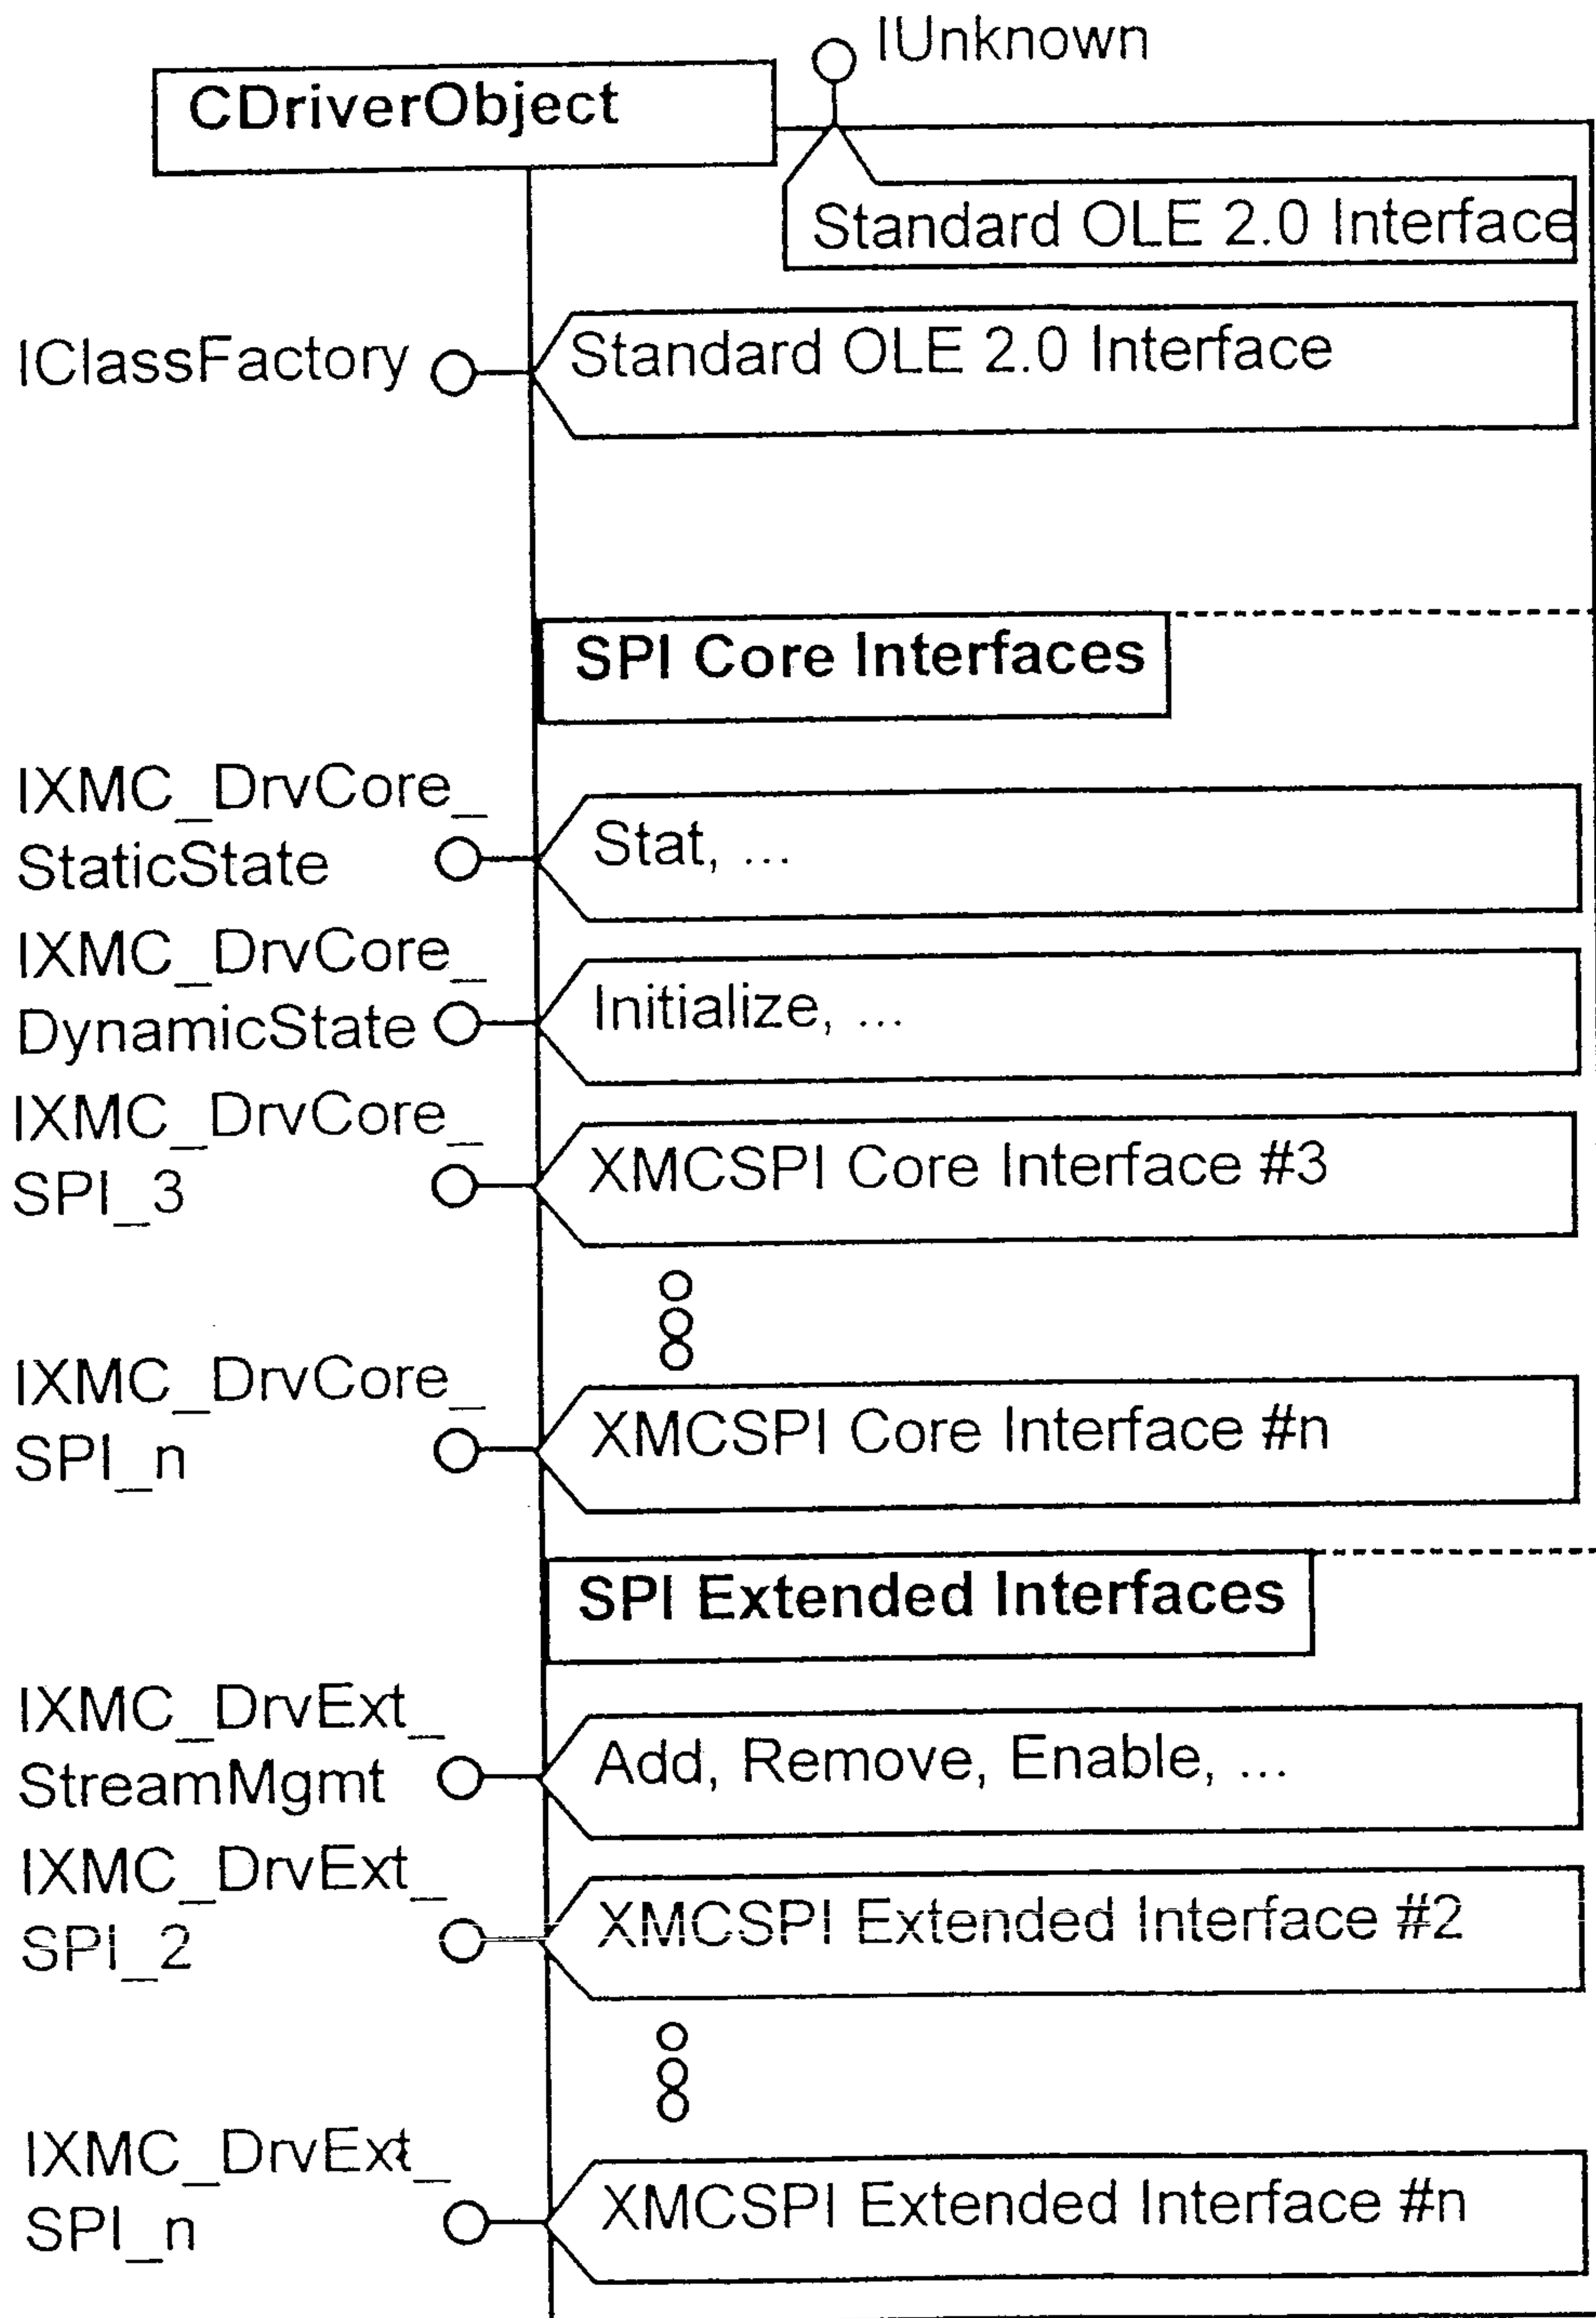 IUnknown
CDriverObject
Standard OLE 2.0 Interface
IClassFactory
Standard OLE 2.0 Interface
SPI Core Interfaces
IXMC_DrvCore_
StaticState
Stat, ...
IXMC_DrvCore_
DynamicState
Initialize, ...
IXMC_DrvCore_
SPI_3
XMCSPI Core Interface #3
IXMC_DrvCore_
SPI_n
XMCSPI Core Interface #n
SPI Extended Interfaces
IXMC_DrvExt_
StreamMgmt
Add, Remove, Enable, ...
IXMC_DrvExt_
SPI_2
XMCSPI Extended Interface #2
IXMC_DrvExt_
SPI_n
XMCSPI Extended Interface #n